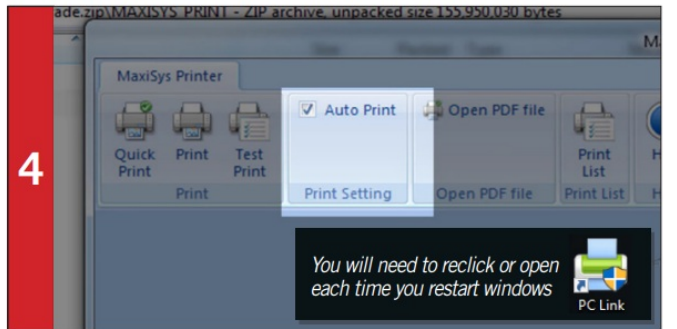 ade.zip\MAXISYS PRINT - ZIP archive, unpacked size 155,950,030 bytes
MaxiSys Printer
Auto Print
Open PDF file
Quick Print
Print
Test Print
Print List
Print
Print Setting
Open PDF file
Print List
4
You will need to reclick or open
each time you restart windows
PC Link